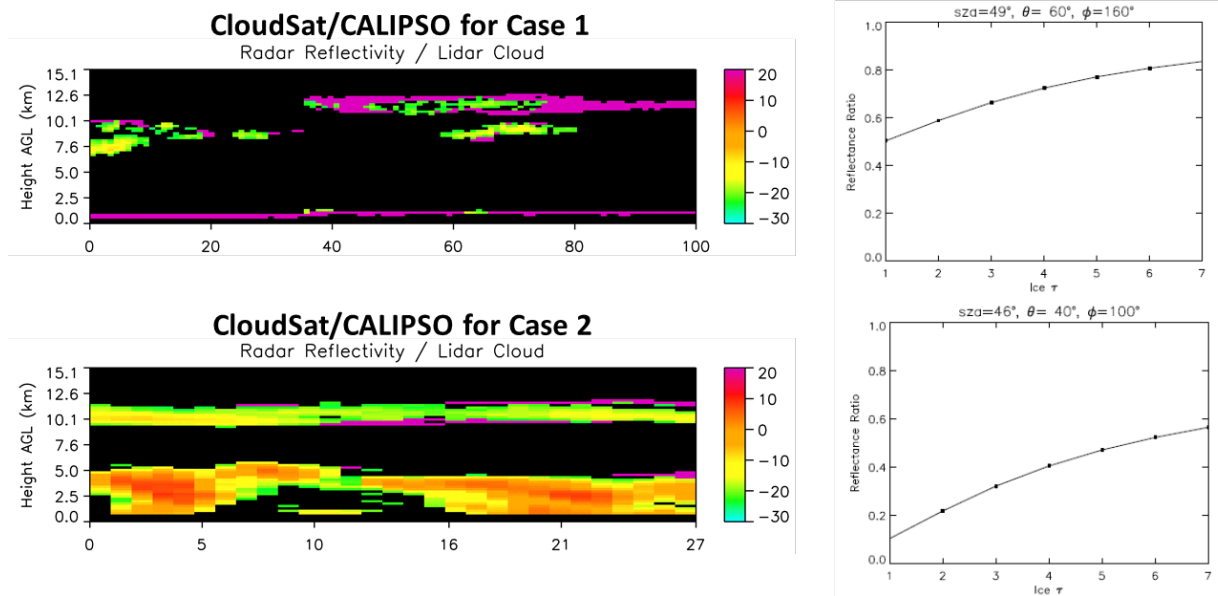 CloudSat/CALIPSO for Case 1
Radar Reflectivity / Lidar Cloud
Height AGL (km)
15.1
12.6
10.1
7.6
5.0
2.5
0.0
0 20 40 60 80 100
20
10
0
−10
−20
−30
sza=49°, θ= 60°, ϕ=160°
Reflectance Ratio
1.0
0.8
0.6
0.4
0.2
0.0
1 2 3 4 5 6 7
Ice τ
CloudSat/CALIPSO for Case 2
Radar Reflectivity / Lidar Cloud
Height AGL (km)
15.1
12.6
10.1
7.6
5.0
2.5
0.0
0 5 10 16 21 27
20
10
0
−10
−20
−30
sza=46°, θ= 40°, ϕ=100°
Reflectance Ratio
1.0
0.8
0.6
0.4
0.2
0.0
1 2 3 4 5 6 7
Ice τ